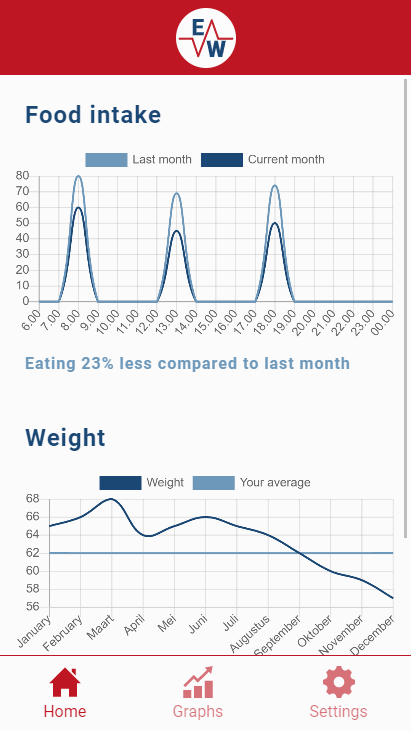 E
W
Food intake
Last month Current month
80
70
60
50
40
30
20
10
0
6.00 7.00 8.00 9.00 10.00 11.00 12.00 13.00 14.00 15.00 16.00 17.00 18.00 19.00 20.00 21.00 22.00 23.00 00.00
Eating 23% less compared to last month
Weight
Weight Your average
68
66
64
62
60
58
56
January February Maart April Mei Juni Juli Augustus September Oktober November December
Home Graphs Settings